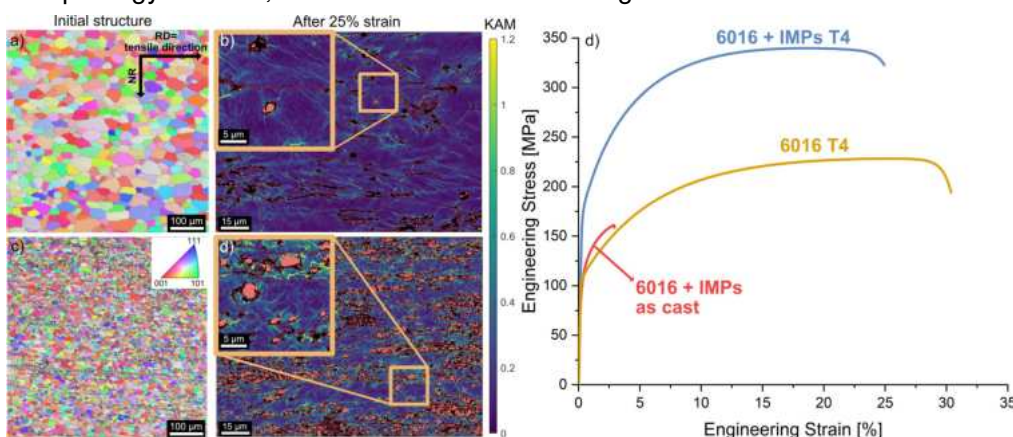 Initial structure
After 25% strain
KAM
d)
a)
RD=
tensile direction
NR
100 µm
b)
5 µm
15 µm
c)
111
001
101
100 µm
d)
5 µm
15 µm
1.2
1
0.8
0.6
0.4
0.2
0
6016 + IMPs T4
6016 T4
6016 + IMPs
as cast
Engineering Stress [MPa]
350
300
250
200
150
100
50
0
0
5
10
15
20
25
30
35
Engineering Strain [%]